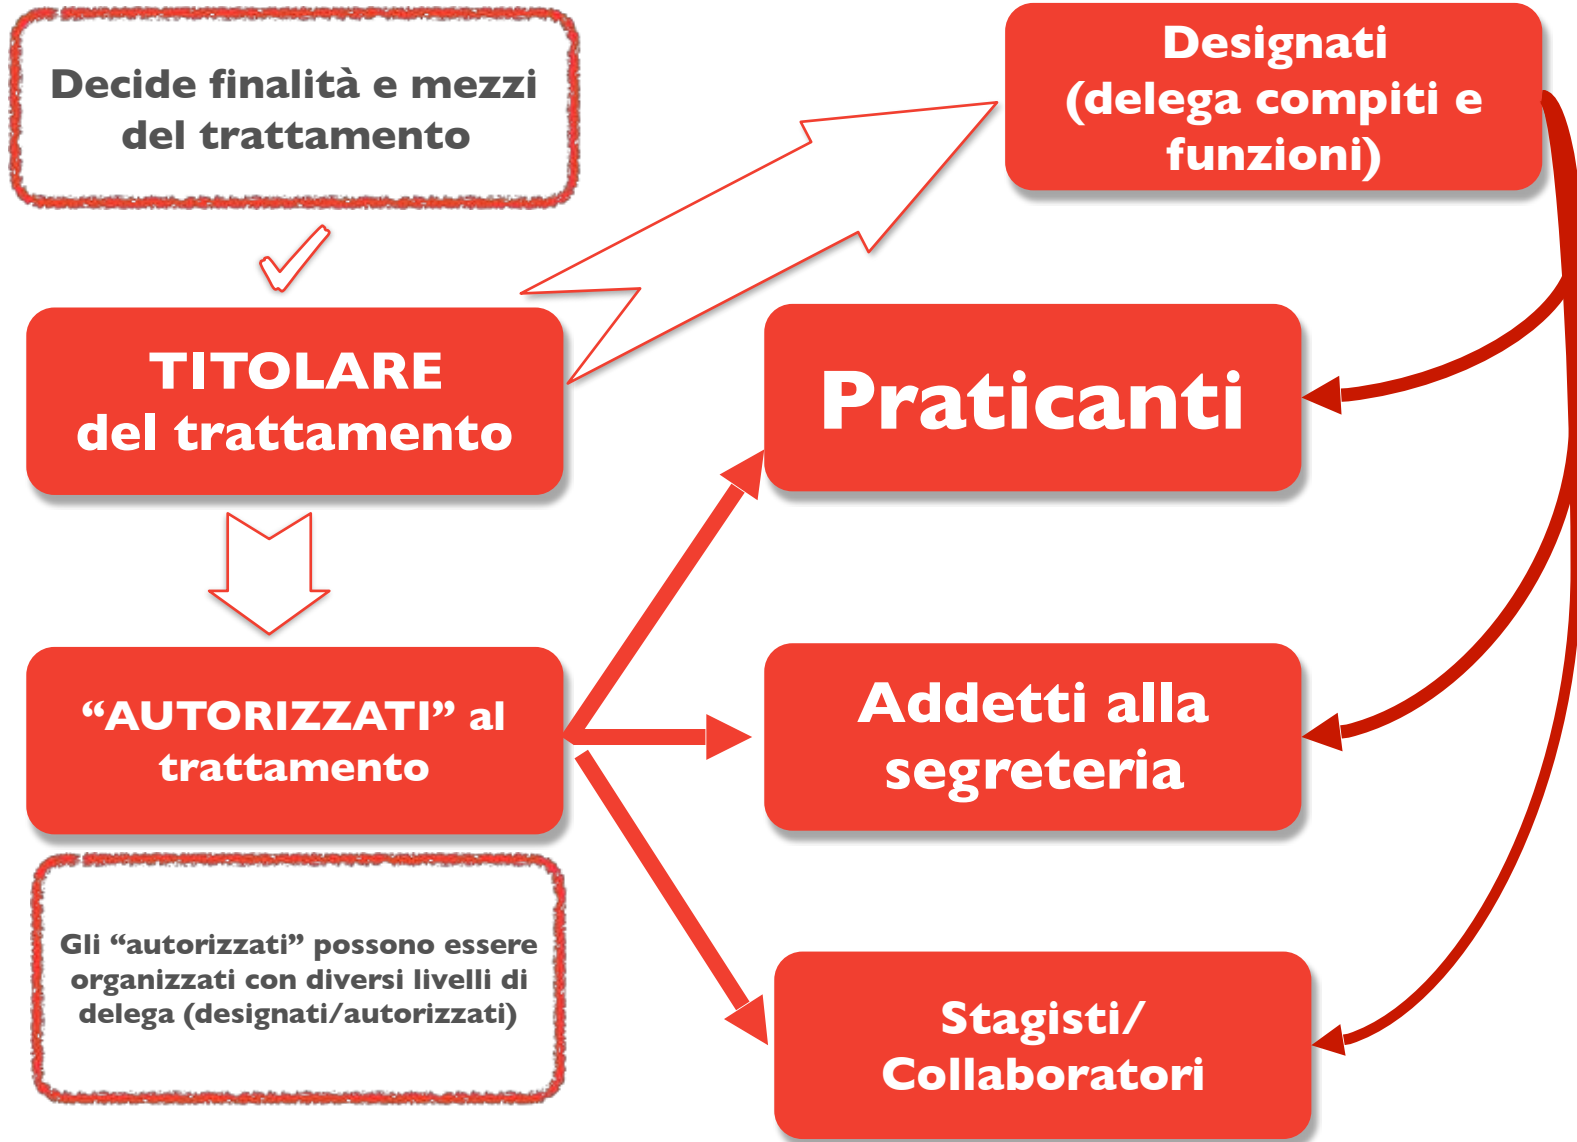 Decide finalità e mezzi
del trattamento
Designati
(delega compiti e
funzioni)
TITOLARE
del trattamento
Praticanti
“AUTORIZZATI” al
trattamento
Addetti alla
segreteria
Gli “autorizzati” possono essere
organizzati con diversi livelli di
delega (designati/autorizzati)
Stagisti/
Collaboratori